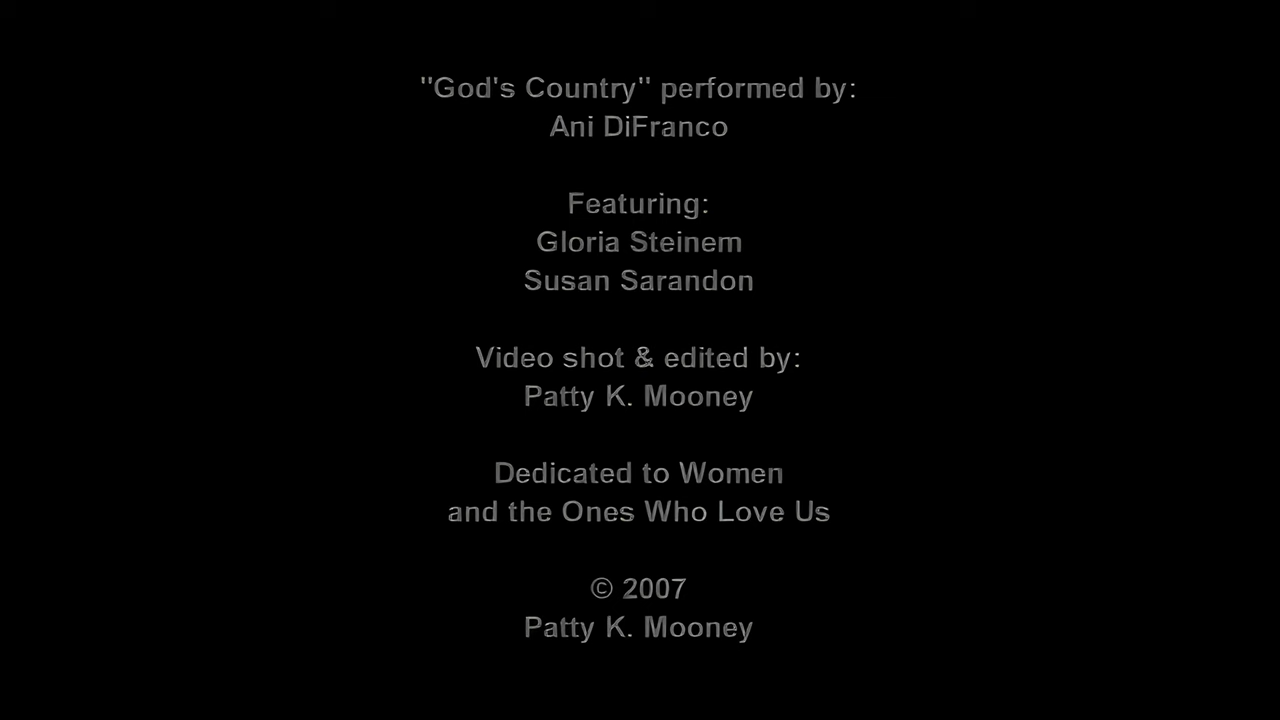 "God's Country" performed by:
Ani DiFranco
Featuring:
Gloria Steinem
Susan Sarandon
Video shot & edited by:
Patty K. Mooney
Dedicated to Women
and the Ones Who Love Us
© 2007
Patty K. Mooney